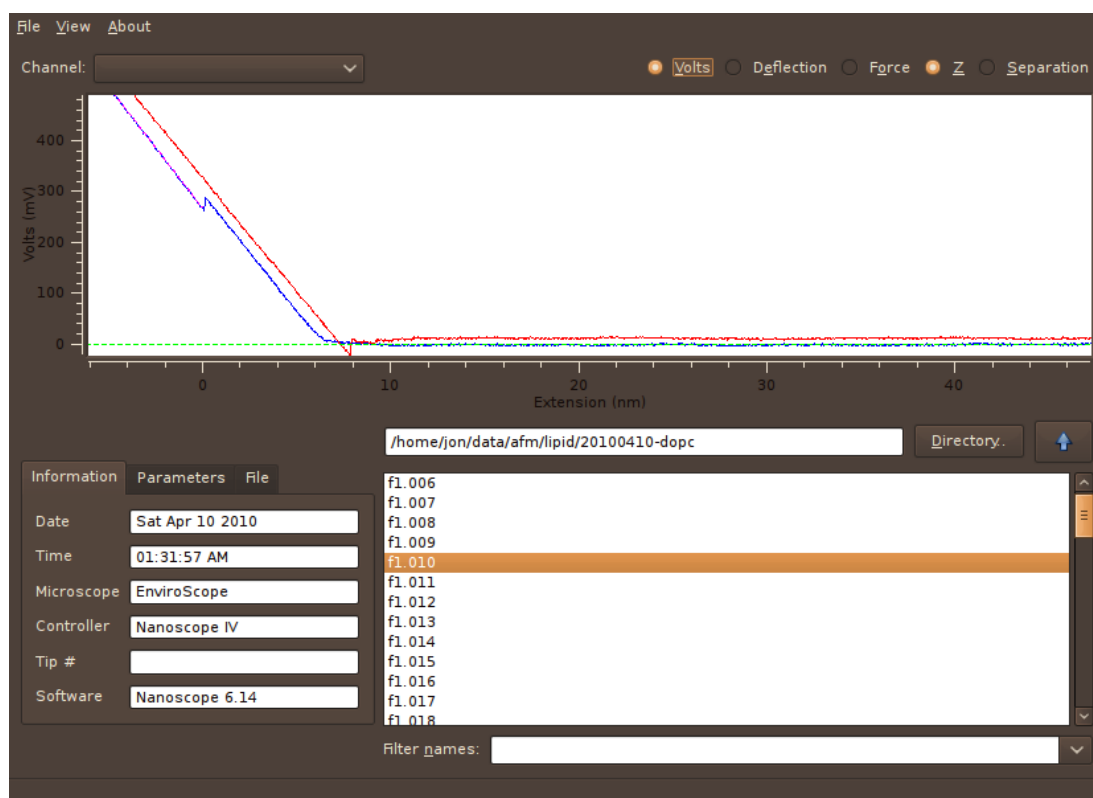 File View About
Channel: Volts Deflection Force Z Separation
400
300
200
100
0
Volts (mV)
0 10 20 30 40
Extension (nm)
/home/jon/data/afm/lipid/20100410-dopc Directory..
Information Parameters File
Date Sat Apr 10 2010
Time 01:31:57 AM
Microscope EnviroScope
Controller Nanoscope IV
Tip #
Software Nanoscope 6.14
f1.006
f1.007
f1.008
f1.009
f1.010
f1.011
f1.012
f1.013
f1.014
f1.015
f1.016
f1.017
f1.018
Filter names: